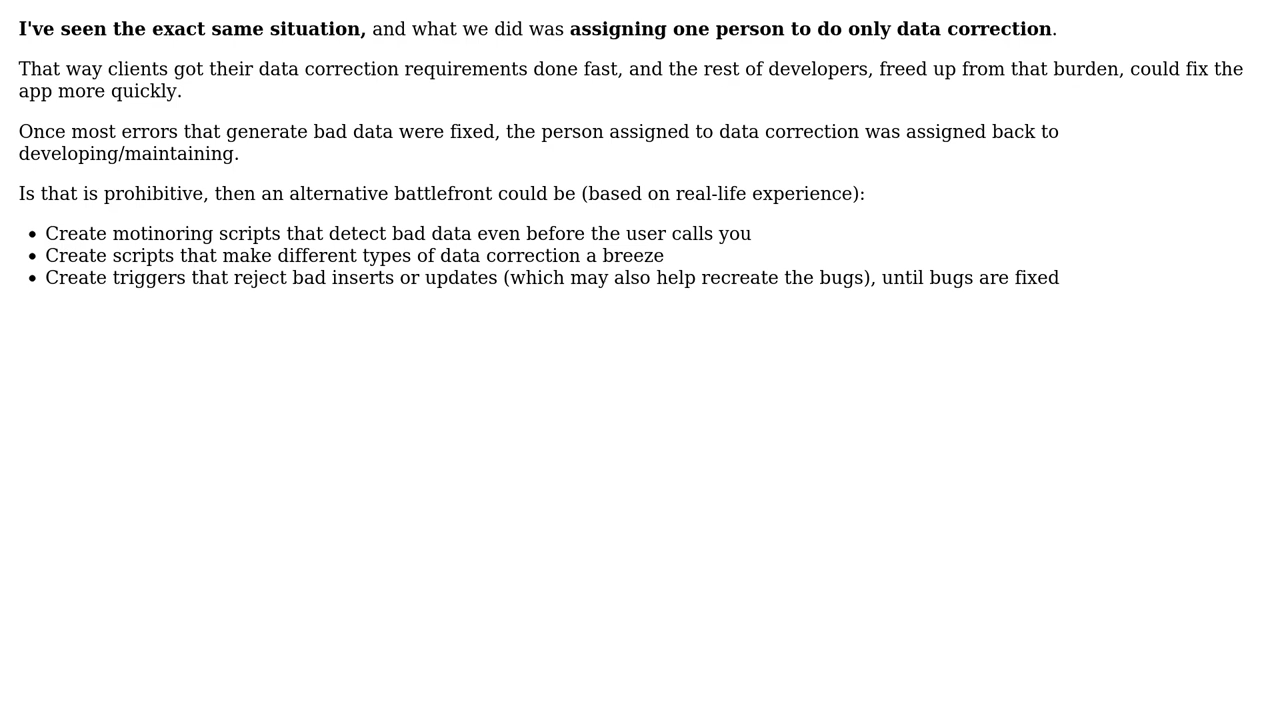 I've seen the exact same situation, and what we did was assigning one person to do only data correction.
That way clients got their data correction requirements done fast, and the rest of developers, freed up from that burden, could fix the
app more quickly.
Once most errors that generate bad data were fixed, the person assigned to data correction was assigned back to
developing/maintaining.
Is that is prohibitive, then an alternative battlefront could be (based on real-life experience):
• Create motinoring scripts that detect bad data even before the user calls you
• Create scripts that make different types of data correction a breeze
• Create triggers that reject bad inserts or updates (which may also help recreate the bugs), until bugs are fixed